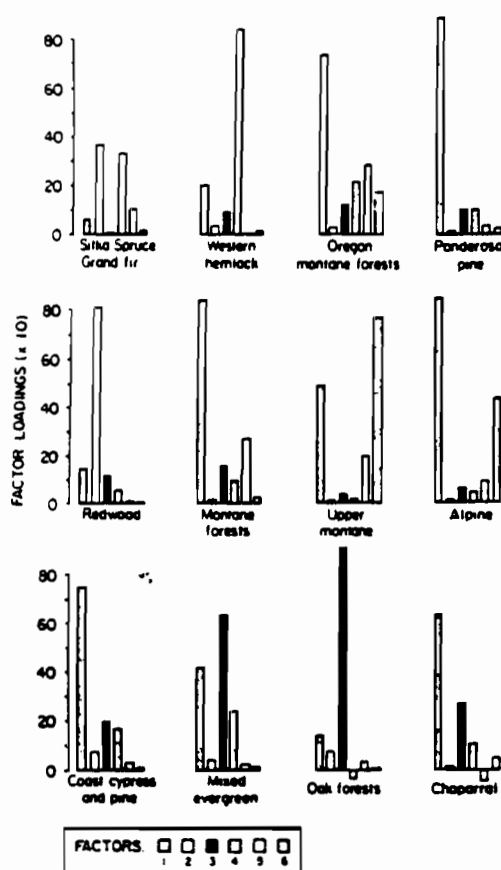 80
60
40
20
0
Sitka Spruce
Grand fir
Western
hemlock
Oregon
montane forests
Panderosa
pine
FACTOR LOADINGS (x 10)
80
60
40
20
0
Redwood
Montane
forests
Upper
montane
Alpine
80
60
40
20
0
Coast cypress
and pine
Mixed
evergreen
Oak forests
Chaparral
FACTORS.
1 2 3 4 5 6